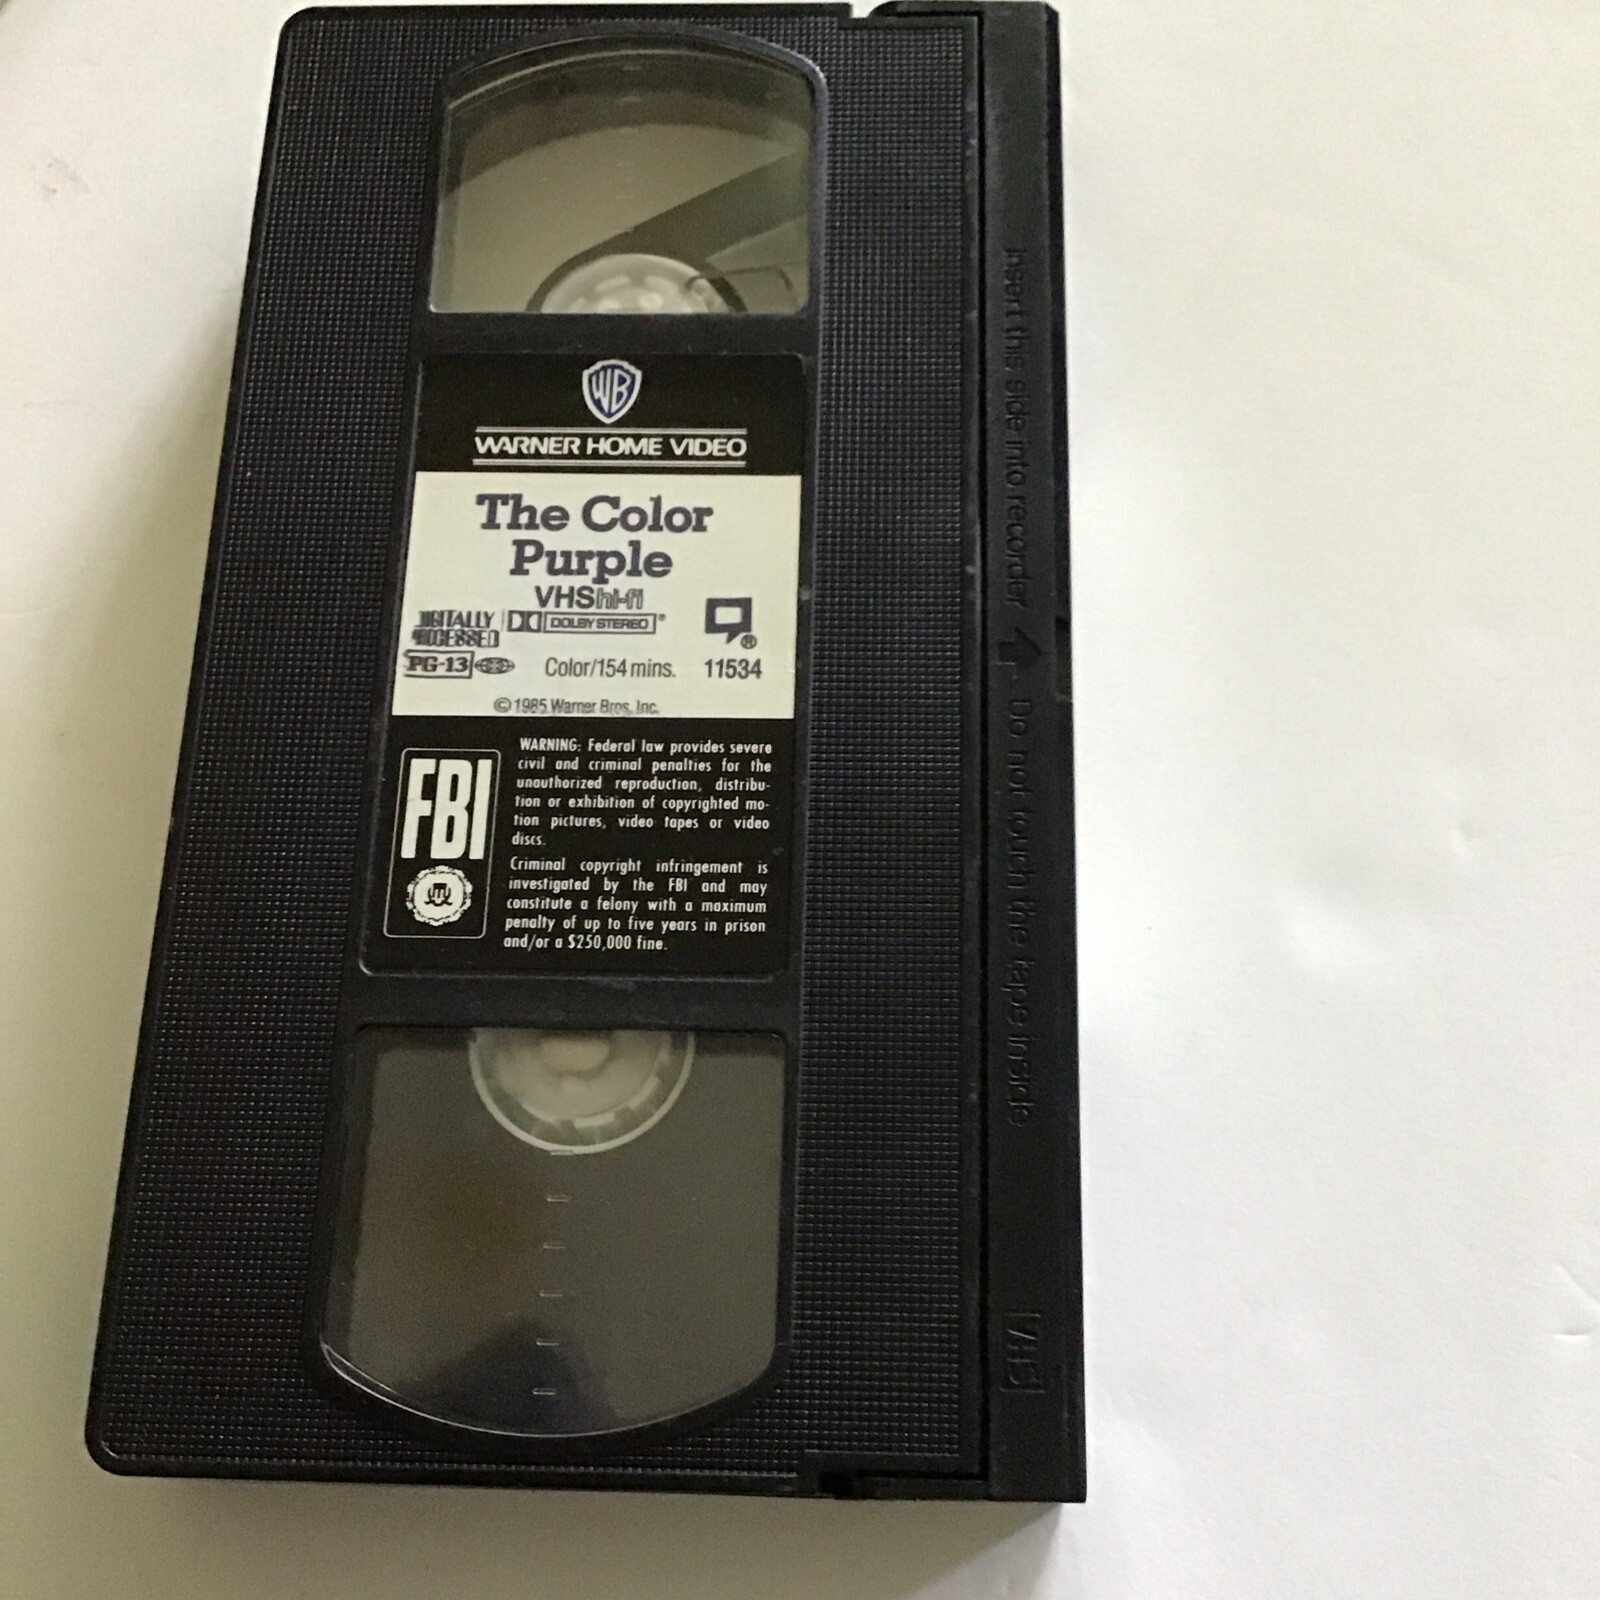 WB
WARNER HOME VIDEO
The Color
Purple
VHS hi-fi
DIGITALLY
PROCESSED
DOLBY STEREO®
®
PG-13
Color/154 mins.
11534
© 1985 Warner Bros. Inc.
FBI
WARNING: Federal law provides severe
civil and criminal penalties for the
unauthorized reproduction, distribu-
tion or exhibition of copyrighted mo-
tion pictures, video tapes or video
discs.
Criminal copyright infringement is
investigated by the FBI and may
constitute a felony with a maximum
penalty of up to five years in prison
and/or a $250,000 fine.
Insert this side into recorder
Do not touch the tape inside
VHS